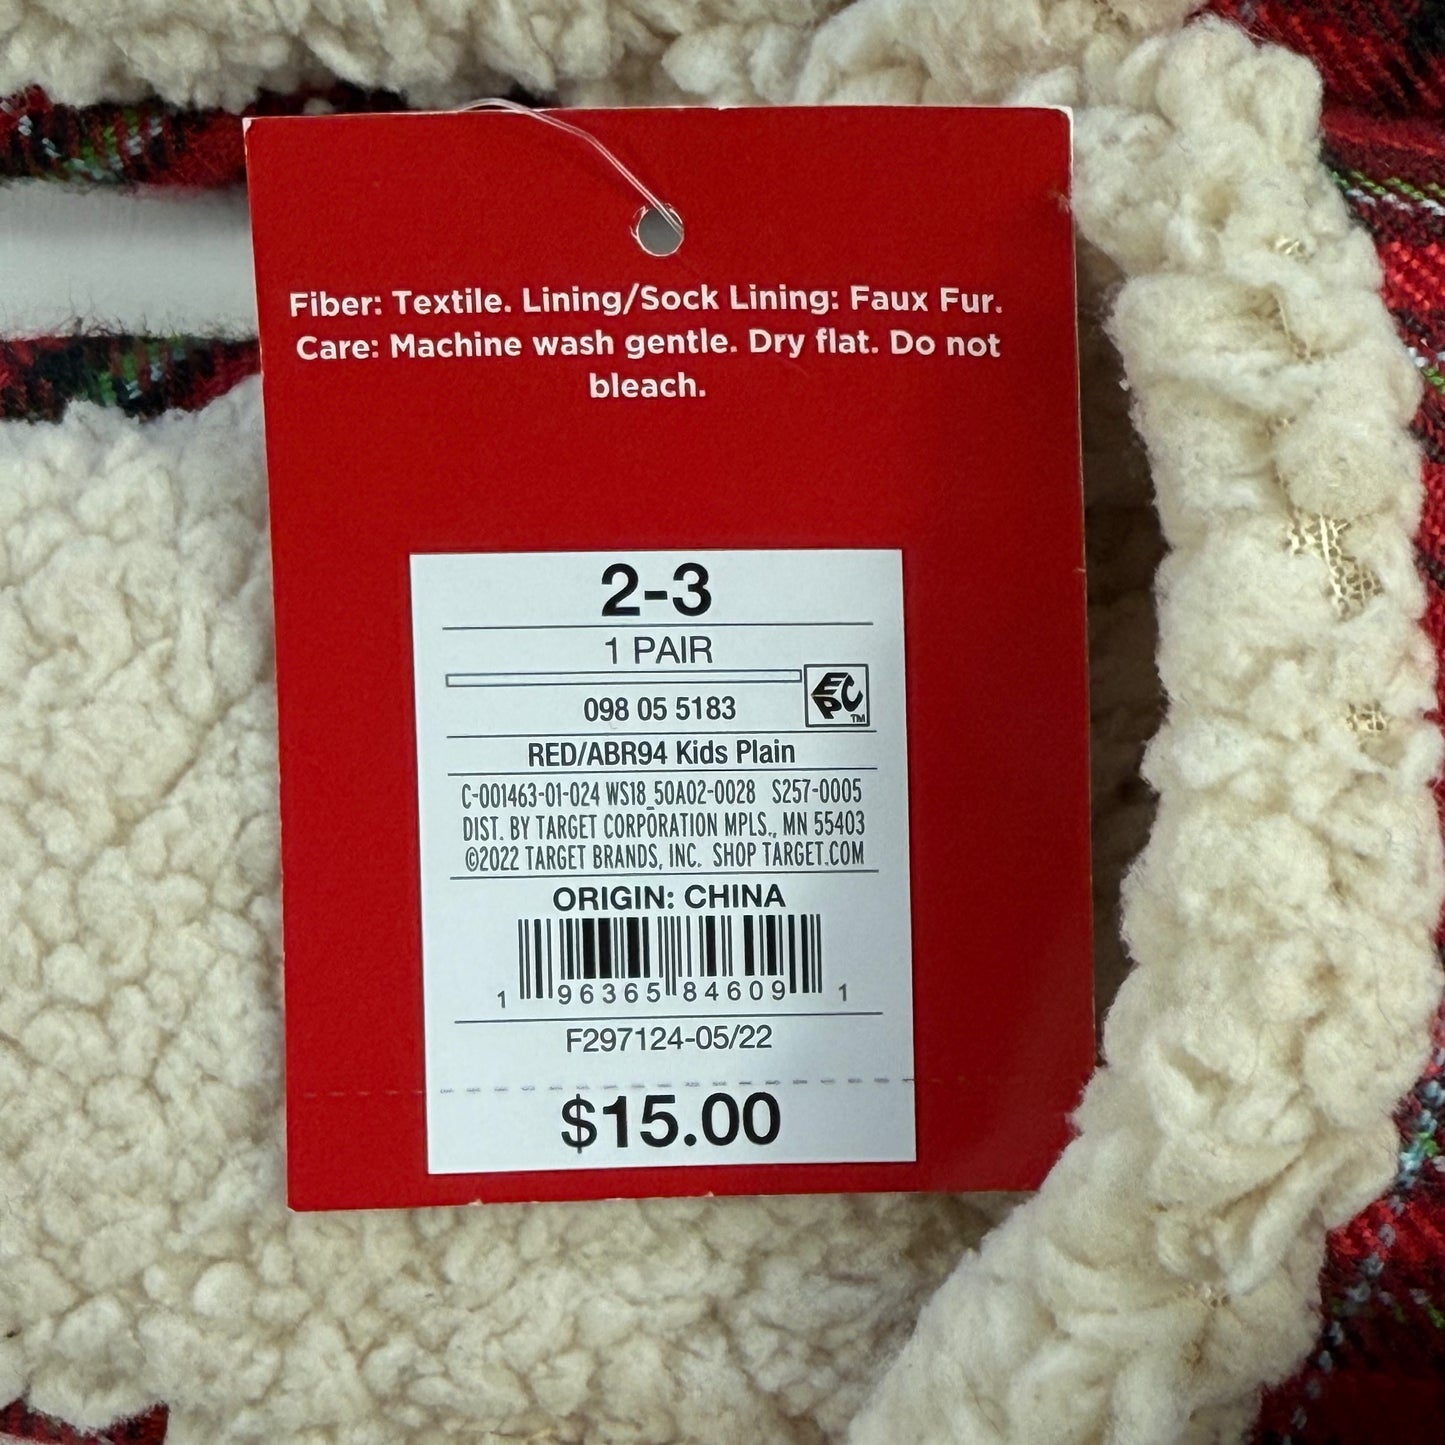 Fiber: Textile. Lining/Sock Lining: Faux Fur.
Care: Machine wash gentle. Dry flat. Do not
bleach.
2-3
1 PAIR
098 05 5183
EPC TM
RED/ABR94 Kids Plain
C-001463-01-024 WS18_50A02-0028 S257-0005
DIST. BY TARGET CORPORATION MPLS., MN 55403
©2022 TARGET BRANDS, INC. SHOP TARGET.COM
ORIGIN: CHINA
1 96365 84609 1
F297124-05/22
$15.00